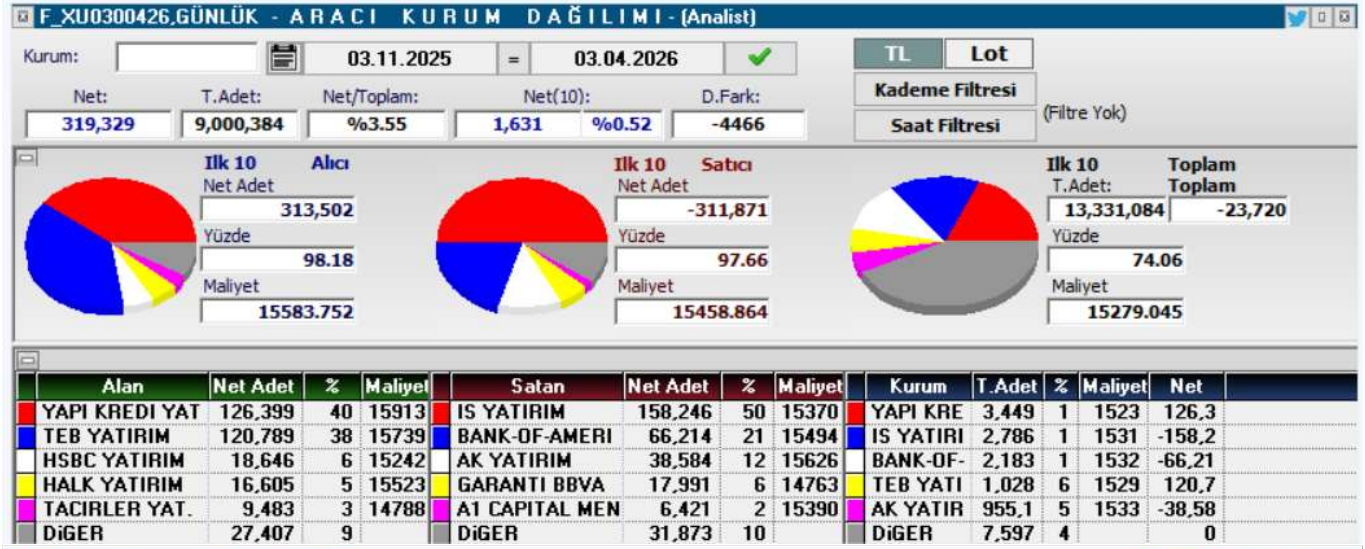 F_XU0300426,GÜNLÜK - ARACI KURUM DAĞILIMI-(Analist)
Kurum: 03.11.2025 = 03.04.2026 TL Lot
Kademe Filtresi
Net: T.Adet: Net/Toplam: Net(10): D.Fark:
319,329 9,000,384 %3.55 1,631 %0.52 -4466
Saat Filtresi (Filtre Yok)
Ilk 10 Alıcı Ilk 10 Satıcı Ilk 10 Toplam
Net Adet Net Adet T.Adet: Toplam
313,502 -311,871 13,331,084 -23,720
Yüzde Yüzde Yüzde
98.18 97.66 74.06
Maliyet Maliyet Maliyet
15583.752 15458.864 15279.045
Alan Net Adet % Maliyet Satan Net Adet % Maliyet Kurum T.Adet % Maliyet Net
YAPI KREDI YAT 126,399 40 15913 IS YATIRIM 158,246 50 15370 YAPI KRE 3,449 1 1523 126,3
TEB YATIRIM 120,789 38 15739 BANK-OF-AMERI 66,214 21 15494 IS YATIRI 2,786 1 1531 -158,2
HSBC YATIRIM 18,646 6 15242 AK YATIRIM 38,584 12 15626 BANK-OF- 2,183 1 1532 -66,21
HALK YATIRIM 16,605 5 15523 GARANTI BBVA 17,991 6 14763 TEB YATI 1,028 6 1529 120,7
TACIRLER YAT. 9,483 3 14788 A1 CAPITAL MEN 6,421 2 15390 AK YATIR 955,1 5 1533 -38,58
DiGER 27,407 9 DiGER 31,873 10 DiGER 7,597 4 0